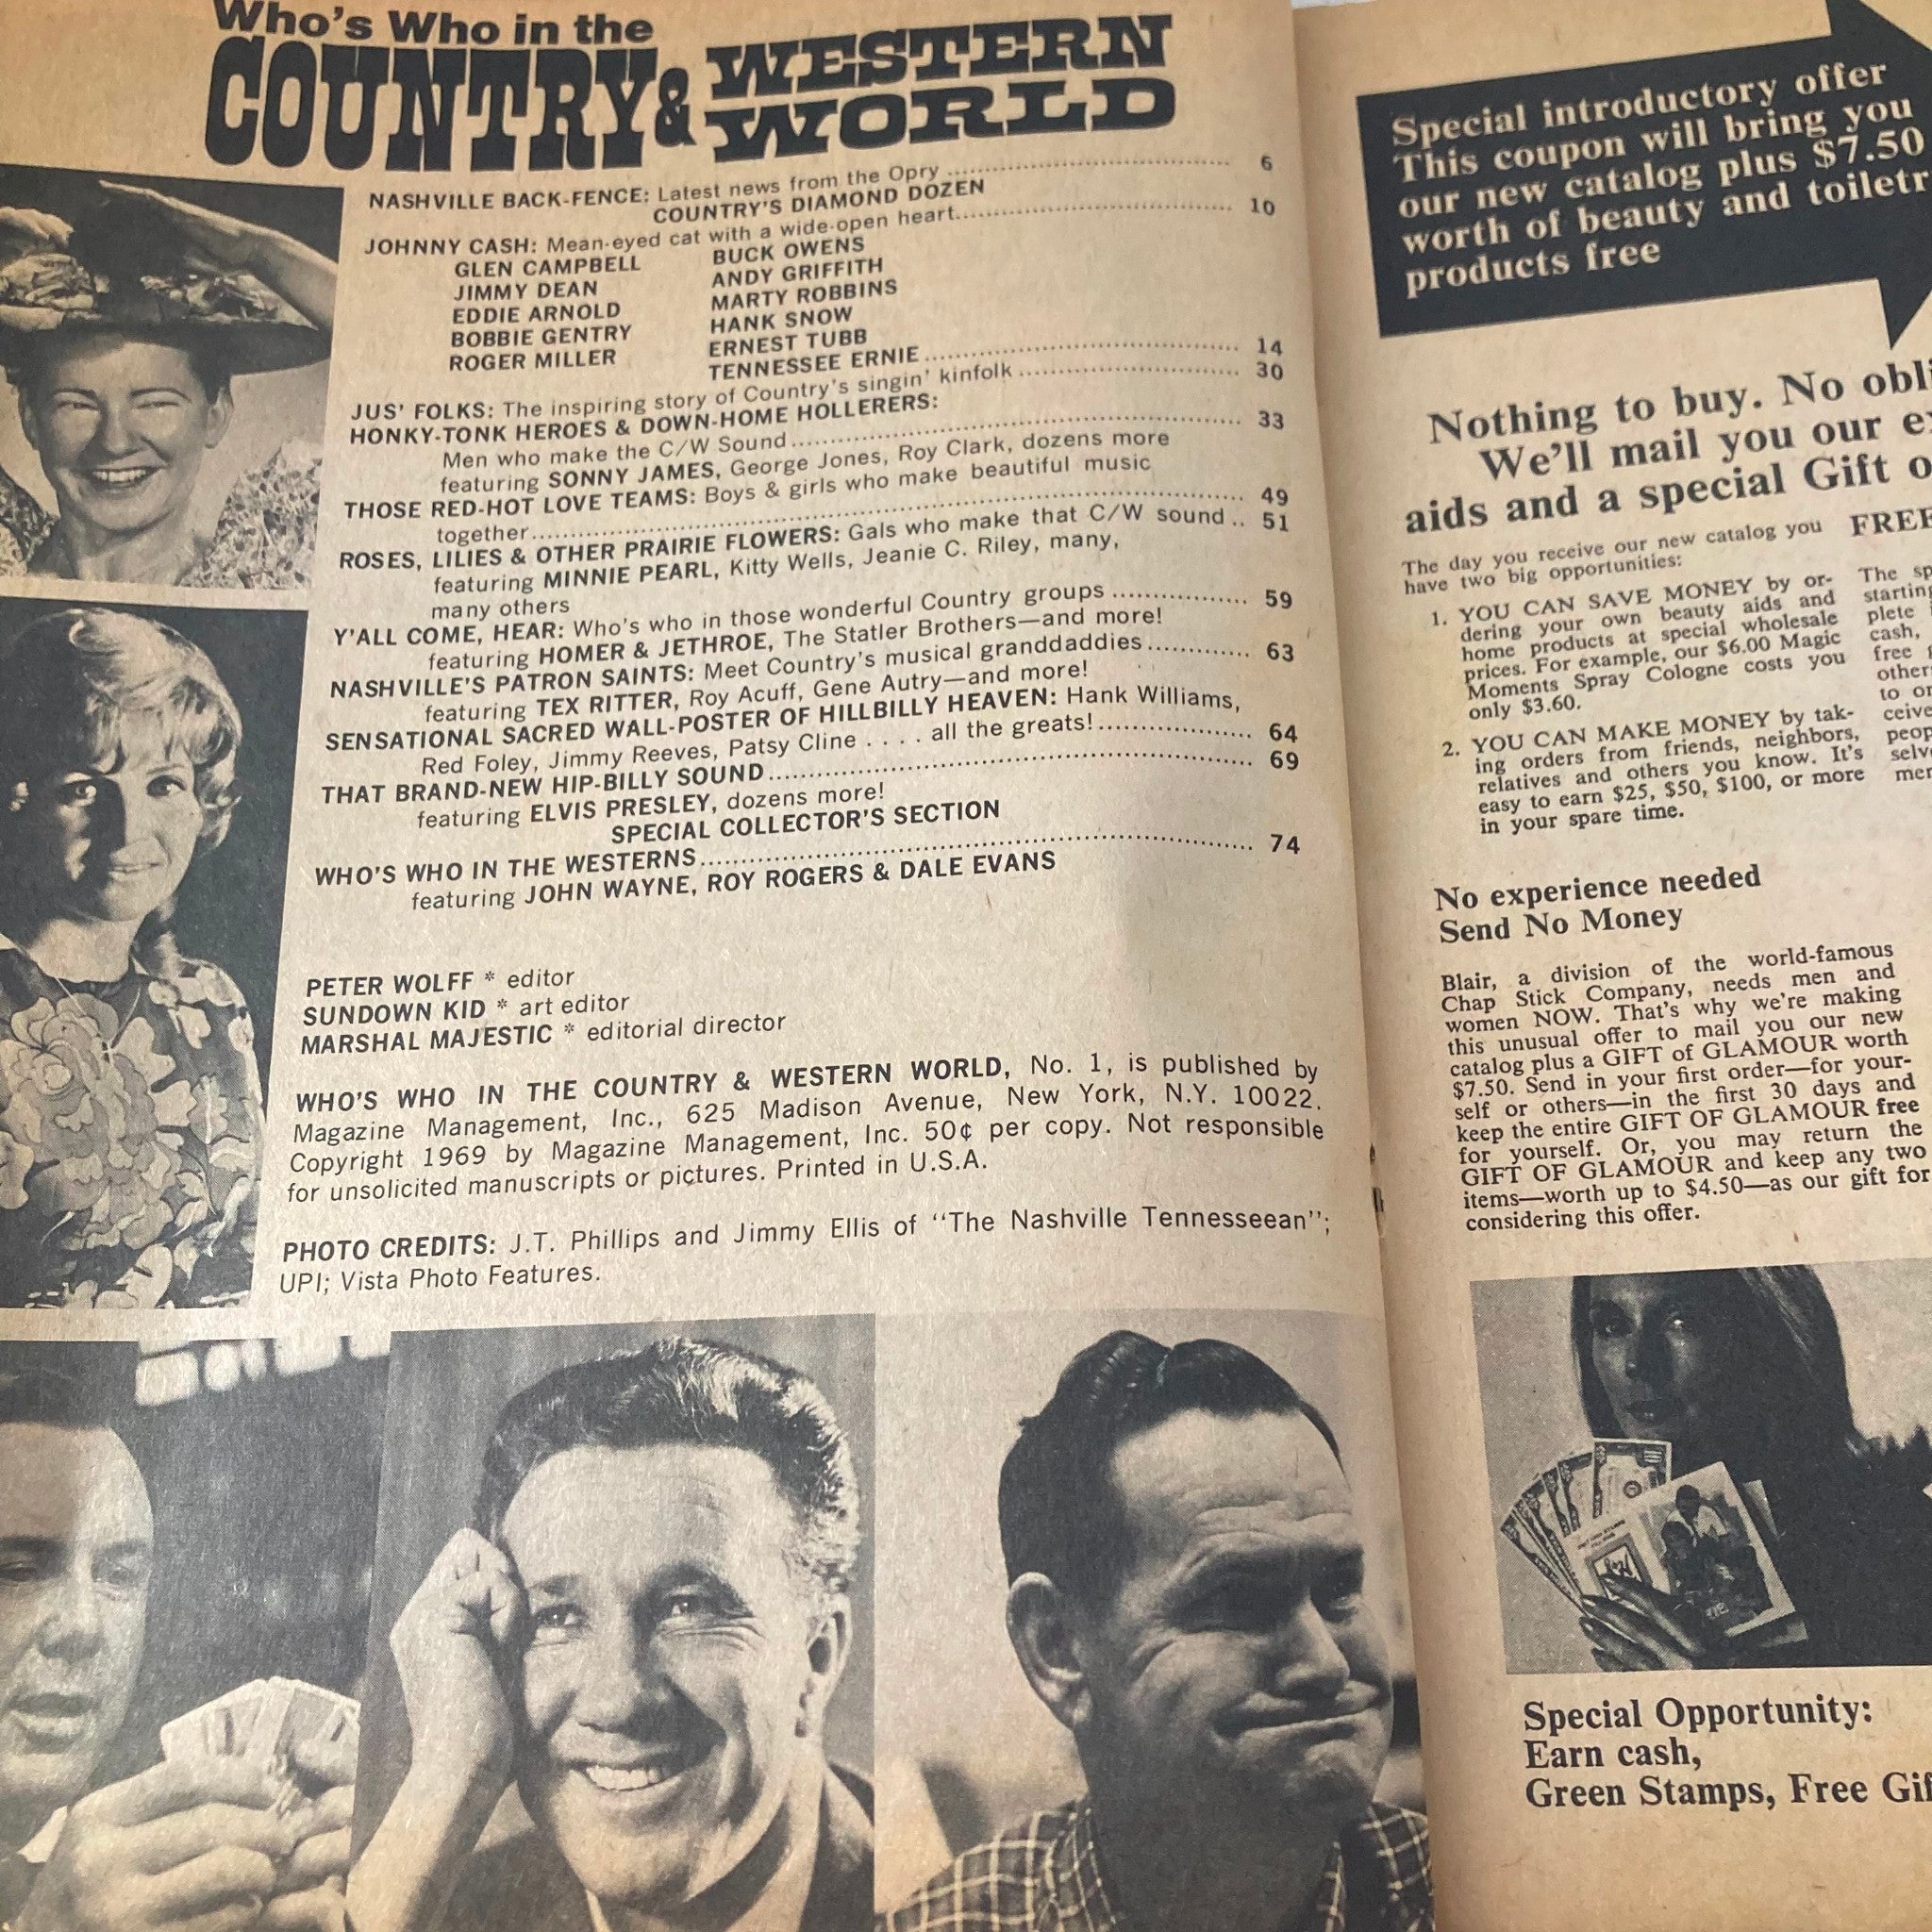 Who's Who in the
COUNTRY & WESTERN WORLD
NASHVILLE BACK-FENCE: Latest news from the Opry ........ 6
COUNTRY'S DIAMOND DOZEN
JOHNNY CASH: Mean-eyed cat with a wide-open heart........ 10
GLEN CAMPBELL BUCK OWENS
JIMMY DEAN ANDY GRIFFITH
EDDIE ARNOLD MARTY ROBBINS
BOBBIE GENTRY HANK SNOW
ROGER MILLER ERNEST TUBB
TENNESSEE ERNIE ........ 14
JUS' FOLKS: The inspiring story of Country's singin' kinfolk ........ 30
HONKY-TONK HEROES & DOWN-HOME HOLLERERS:
Men who make the C/W Sound ........ 33
featuring SONNY JAMES, George Jones, Roy Clark, dozens more
THOSE RED-HOT LOVE TEAMS: Boys & girls who make beautiful music
together ........ 49
ROSES, LILIES & OTHER PRAIRIE FLOWERS: Gals who make that C/W sound .. 51
featuring MINNIE PEARL, Kitty Wells, Jeanie C. Riley, many,
many others
Y'ALL COME, HEAR: Who's who in those wonderful Country groups ........ 59
featuring HOMER & JETHROE, The Statler Brothers—and more!
NASHVILLE'S PATRON SAINTS: Meet Country's musical granddaddies ........ 63
featuring TEX RITTER, Roy Acuff, Gene Autry—and more!
SENSATIONAL SACRED WALL-POSTER OF HILLBILLY HEAVEN: Hank Williams,
Red Foley, Jimmy Reeves, Patsy Cline . . . . all the greats! ........ 64
THAT BRAND-NEW HIP-BILLY SOUND ........ 69
featuring ELVIS PRESLEY, dozens more!
SPECIAL COLLECTOR'S SECTION
WHO'S WHO IN THE WESTERNS ........ 74
featuring JOHN WAYNE, ROY ROGERS & DALE EVANS
PETER WOLFF * editor
SUNDOWN KID * art editor
MARSHAL MAJESTIC * editorial director
WHO'S WHO IN THE COUNTRY & WESTERN WORLD, No. 1, is published by
Magazine Management, Inc., 625 Madison Avenue, New York, N.Y. 10022.
Copyright 1969 by Magazine Management, Inc. 50¢ per copy. Not responsible
for unsolicited manuscripts or pictures. Printed in U.S.A.
PHOTO CREDITS: J.T. Phillips and Jimmy Ellis of "The Nashville Tennesseean";
UPI; Vista Photo Features.
Special introductory offer
This coupon will bring you
our new catalog plus $7.50
worth of beauty and toiletr
products free
Nothing to buy. No obli
We'll mail you our e
aids and a special Gift o
The day you receive our new catalog you
have two big opportunities:
1. YOU CAN SAVE MONEY by or-
dering your own beauty aids and
home products at special wholesale
prices. For example, our $6.00 Magic
Moments Spray Cologne costs you
only $3.60.
2. YOU CAN MAKE MONEY by tak-
ing orders from friends, neighbors,
relatives and others you know. It's
easy to earn $25, $50, $100, or more
in your spare time.
FREE
The sp
starting
plete
cash,
free g
other
to or
ceive
peop
selv
mer
No experience needed
Send No Money
Blair, a division of the world-famous
Chap Stick Company, needs men and
women NOW. That's why we're making
this unusual offer to mail you our new
catalog plus a GIFT of GLAMOUR worth
$7.50. Send in your first order—for your-
self or others—in the first 30 days and
keep the entire GIFT OF GLAMOUR free
for yourself. Or, you may return the
GIFT OF GLAMOUR and keep any two
items—worth up to $4.50—as our gift for
considering this offer.
Special Opportunity:
Earn cash,
Green Stamps, Free Gif